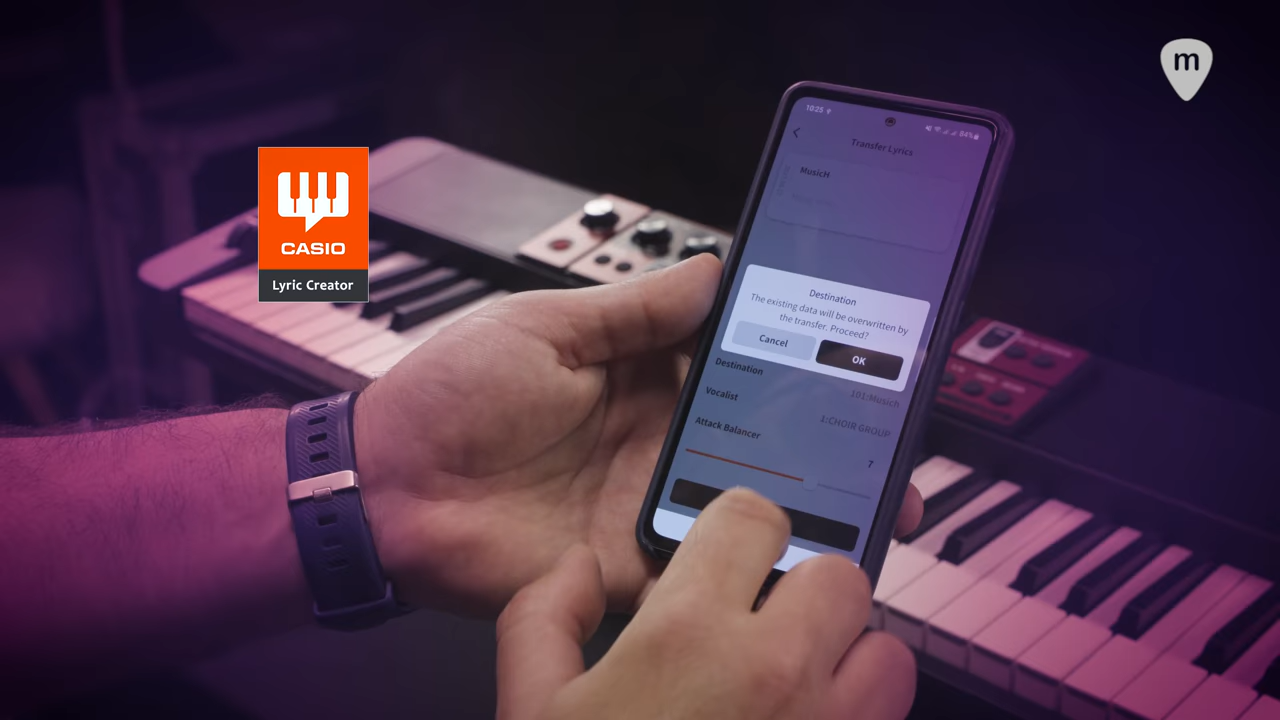 m
10:25
84%
Transfer Lyrics
MusicH
CASIO
Lyric Creator
Destination
The existing data will be overwritten by
the transfer. Proceed?
Cancel
OK
Destination
101:Musich
Vocalist
1:CHOIR GROUP
Attack Balancer
7